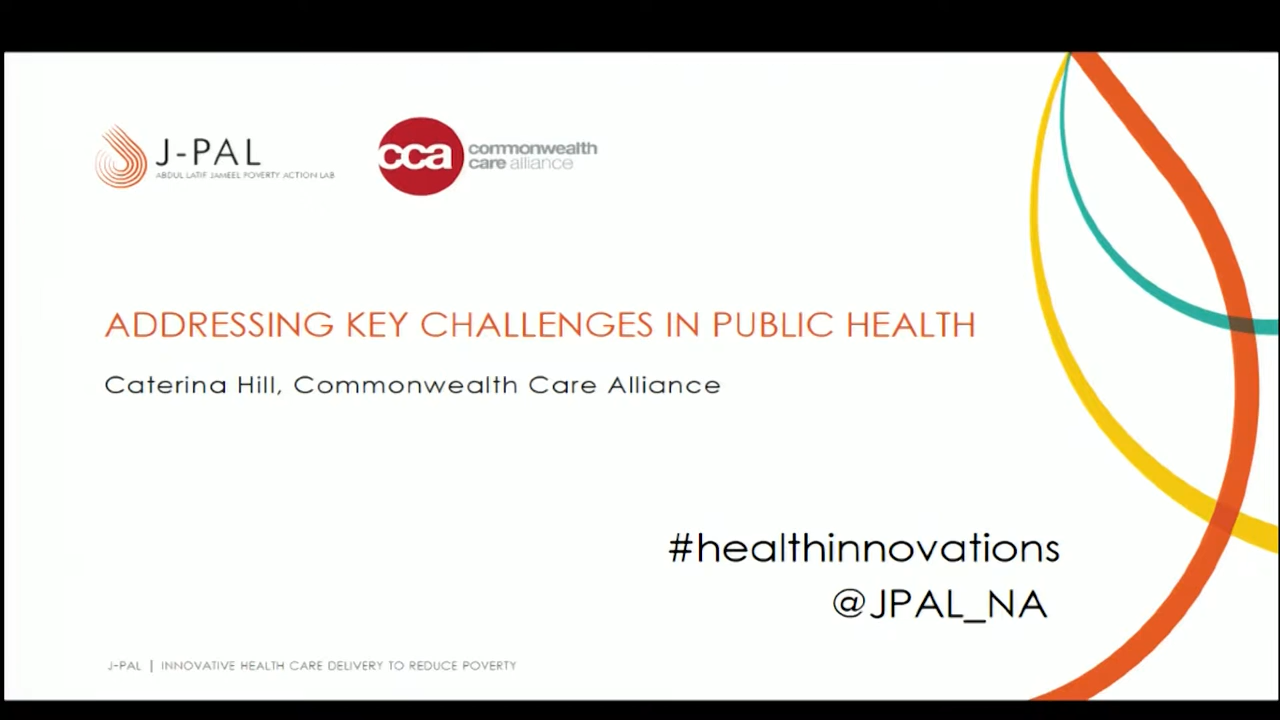 J-PAL
ABDUL LATIF JAMEEL POVERTY ACTION LAB
cca
commonwealth
care alliance
ADDRESSING KEY CHALLENGES IN PUBLIC HEALTH
Caterina Hill, Commonwealth Care Alliance
#healthinnovations
@JPAL_NA
J-PAL | INNOVATIVE HEALTH CARE DELIVERY TO REDUCE POVERTY